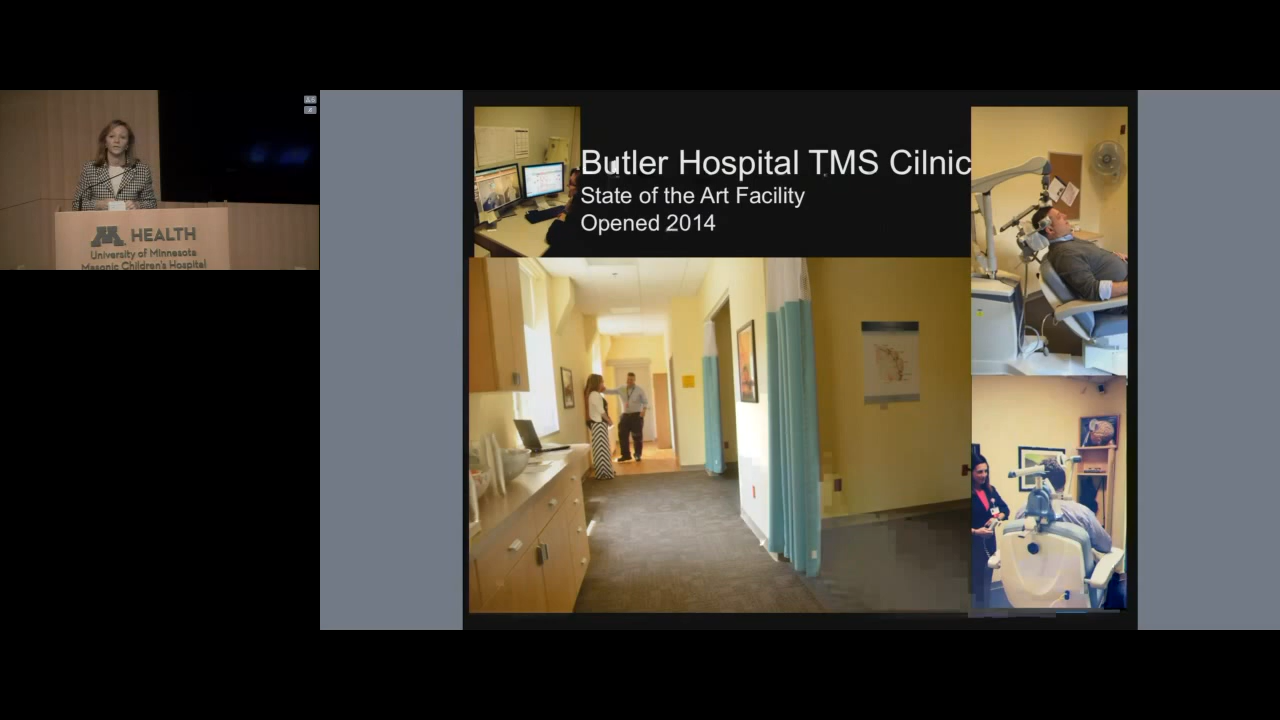 HEALTH
University of Minnesota
Masonic Children's Hospital
Butler Hospital TMS Cilnic
State of the Art Facility
Opened 2014